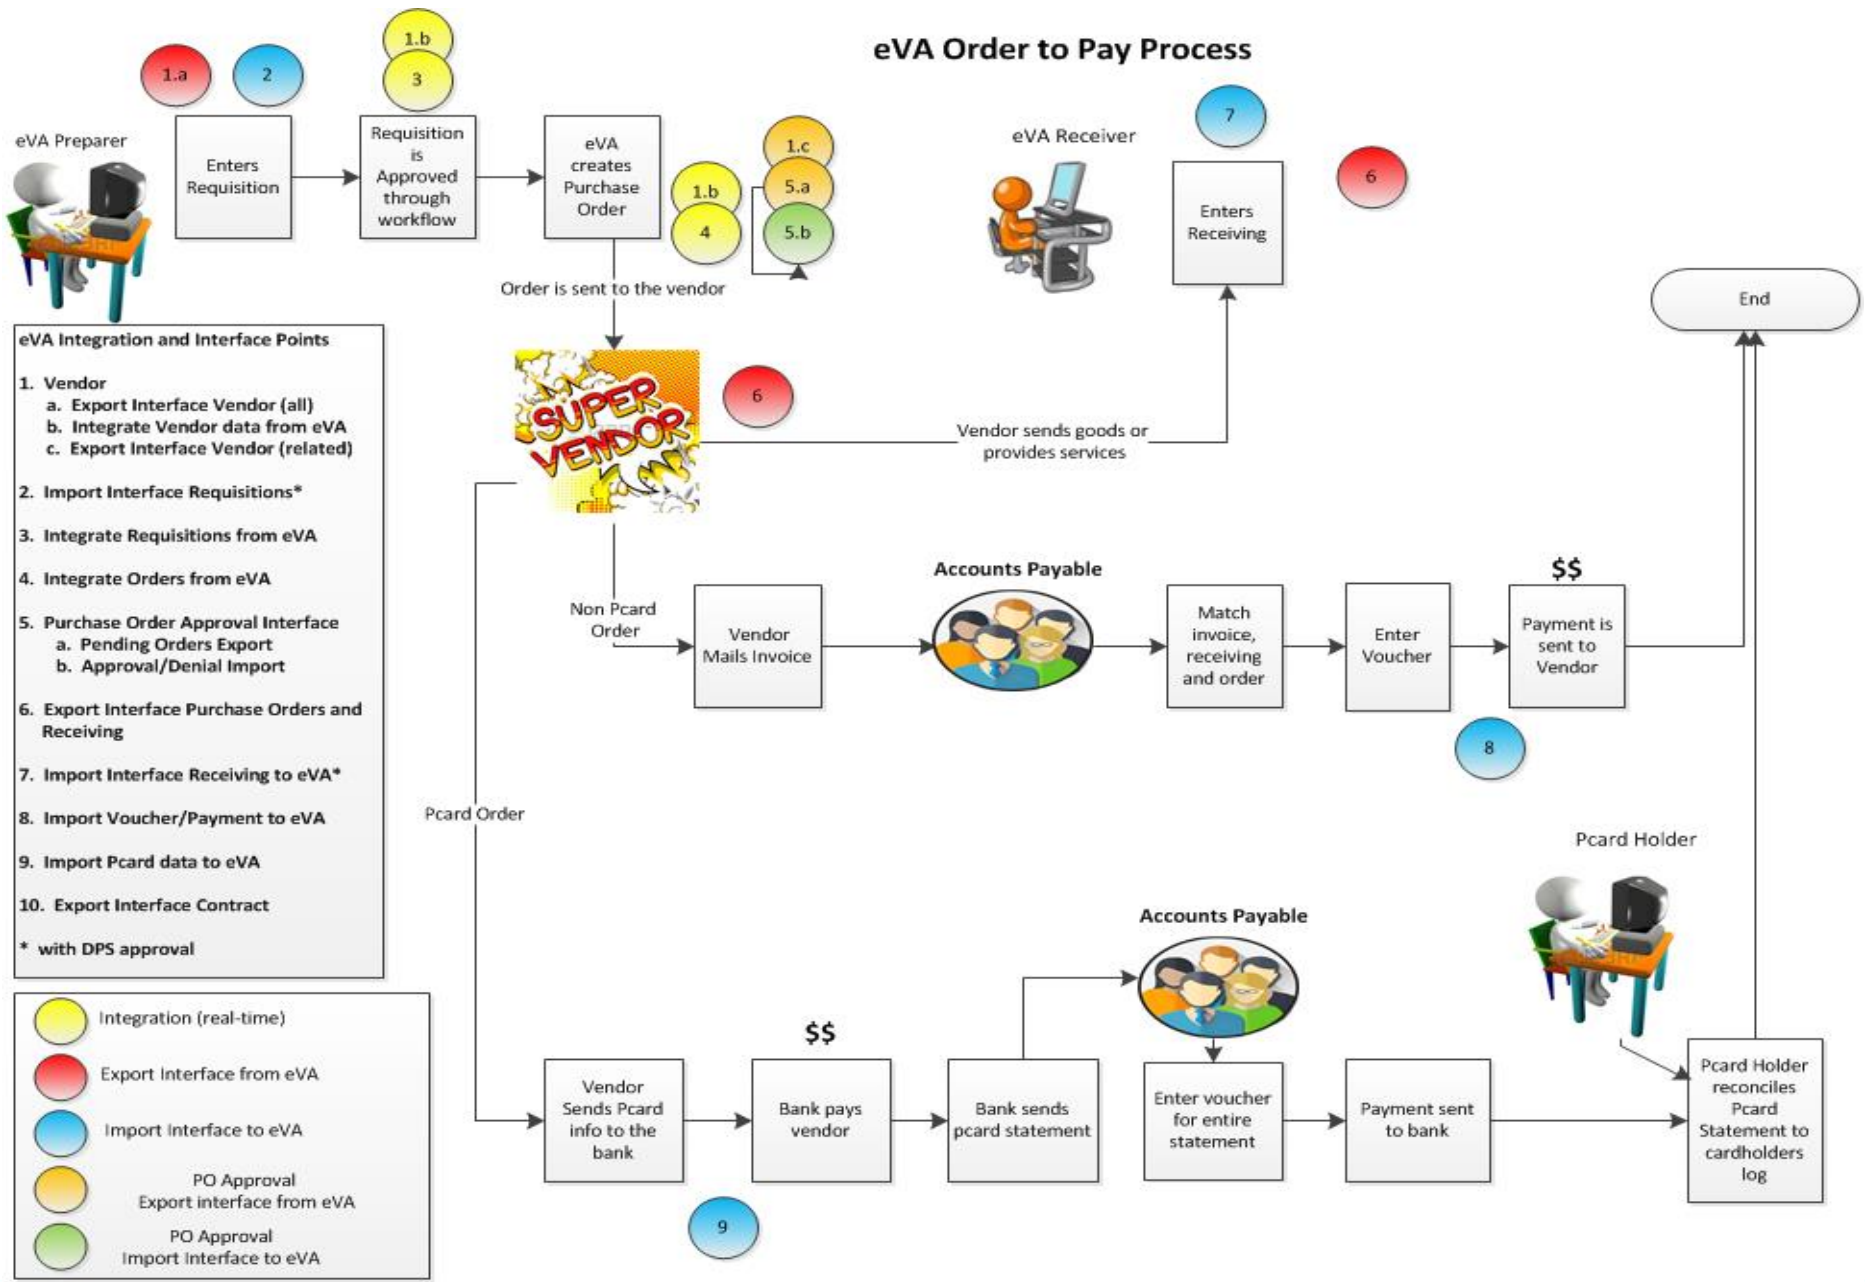 eVA Order to Pay Process
1.a
2
1.b
3
eVA Preparer
Enters
Requisition
Requisition
is
Approved
through
workflow
eVA
creates
Purchase
Order
1.b
4
1.c
5.a
5.b
eVA Receiver
7
Enters
Receiving
6
Order is sent to the vendor
End
SUPER
VENDOR
6
Vendor sends goods or
provides services
eVA Integration and Interface Points
1. Vendor
a. Export Interface Vendor (all)
b. Integrate Vendor data from eVA
c. Export Interface Vendor (related)
2. Import Interface Requisitions*
3. Integrate Requisitions from eVA
4. Integrate Orders from eVA
5. Purchase Order Approval Interface
a. Pending Orders Export
b. Approval/Denial Import
6. Export Interface Purchase Orders and
Receiving
7. Import Interface Receiving to eVA*
8. Import Voucher/Payment to eVA
9. Import Pcard data to eVA
10. Export Interface Contract
* with DPS approval
Non Pcard
Order
Vendor
Mails Invoice
Accounts Payable
Match
invoice,
receiving
and order
Enter
Voucher
$$
Payment is
sent to
Vendor
8
Pcard Order
Pcard Holder
Accounts Payable
Vendor
Sends Pcard
info to the
bank
$$
Bank pays
vendor
Bank sends
pcard statement
Enter voucher
for entire
statement
Payment sent
to bank
Pcard Holder
reconciles
Pcard
Statement to
cardholders
log
9
Integration (real-time)
Export Interface from eVA
Import Interface to eVA
PO Approval
Export interface from eVA
PO Approval
Import Interface to eVA